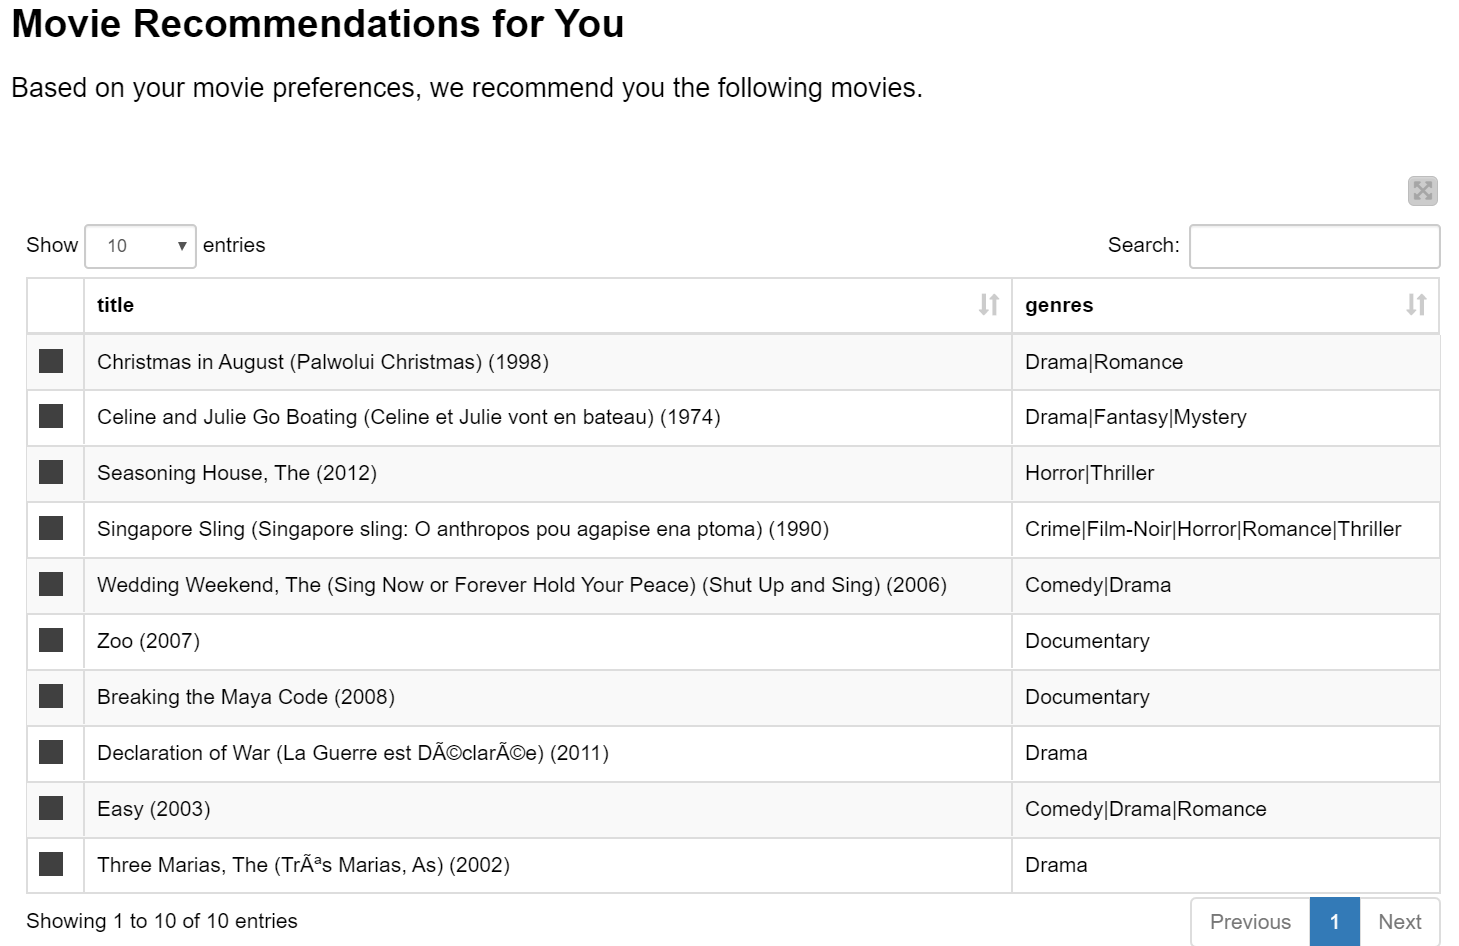 Movie Recommendations for You
Based on your movie preferences, we recommend you the following movies.
Show 10 entries Search:
title genres
Christmas in August (Palwolui Christmas) (1998) Drama|Romance
Celine and Julie Go Boating (Celine et Julie vont en bateau) (1974) Drama|Fantasy|Mystery
Seasoning House, The (2012) Horror|Thriller
Singapore Sling (Singapore sling: O anthropos pou agapise ena ptoma) (1990) Crime|Film-Noir|Horror|Romance|Thriller
Wedding Weekend, The (Sing Now or Forever Hold Your Peace) (Shut Up and Sing) (2006) Comedy|Drama
Zoo (2007) Documentary
Breaking the Maya Code (2008) Documentary
Declaration of War (La Guerre est DÃ©clarÃ©e) (2011) Drama
Easy (2003) Comedy|Drama|Romance
Three Marias, The (TrÃªs Marias, As) (2002) Drama
Showing 1 to 10 of 10 entries Previous 1 Next